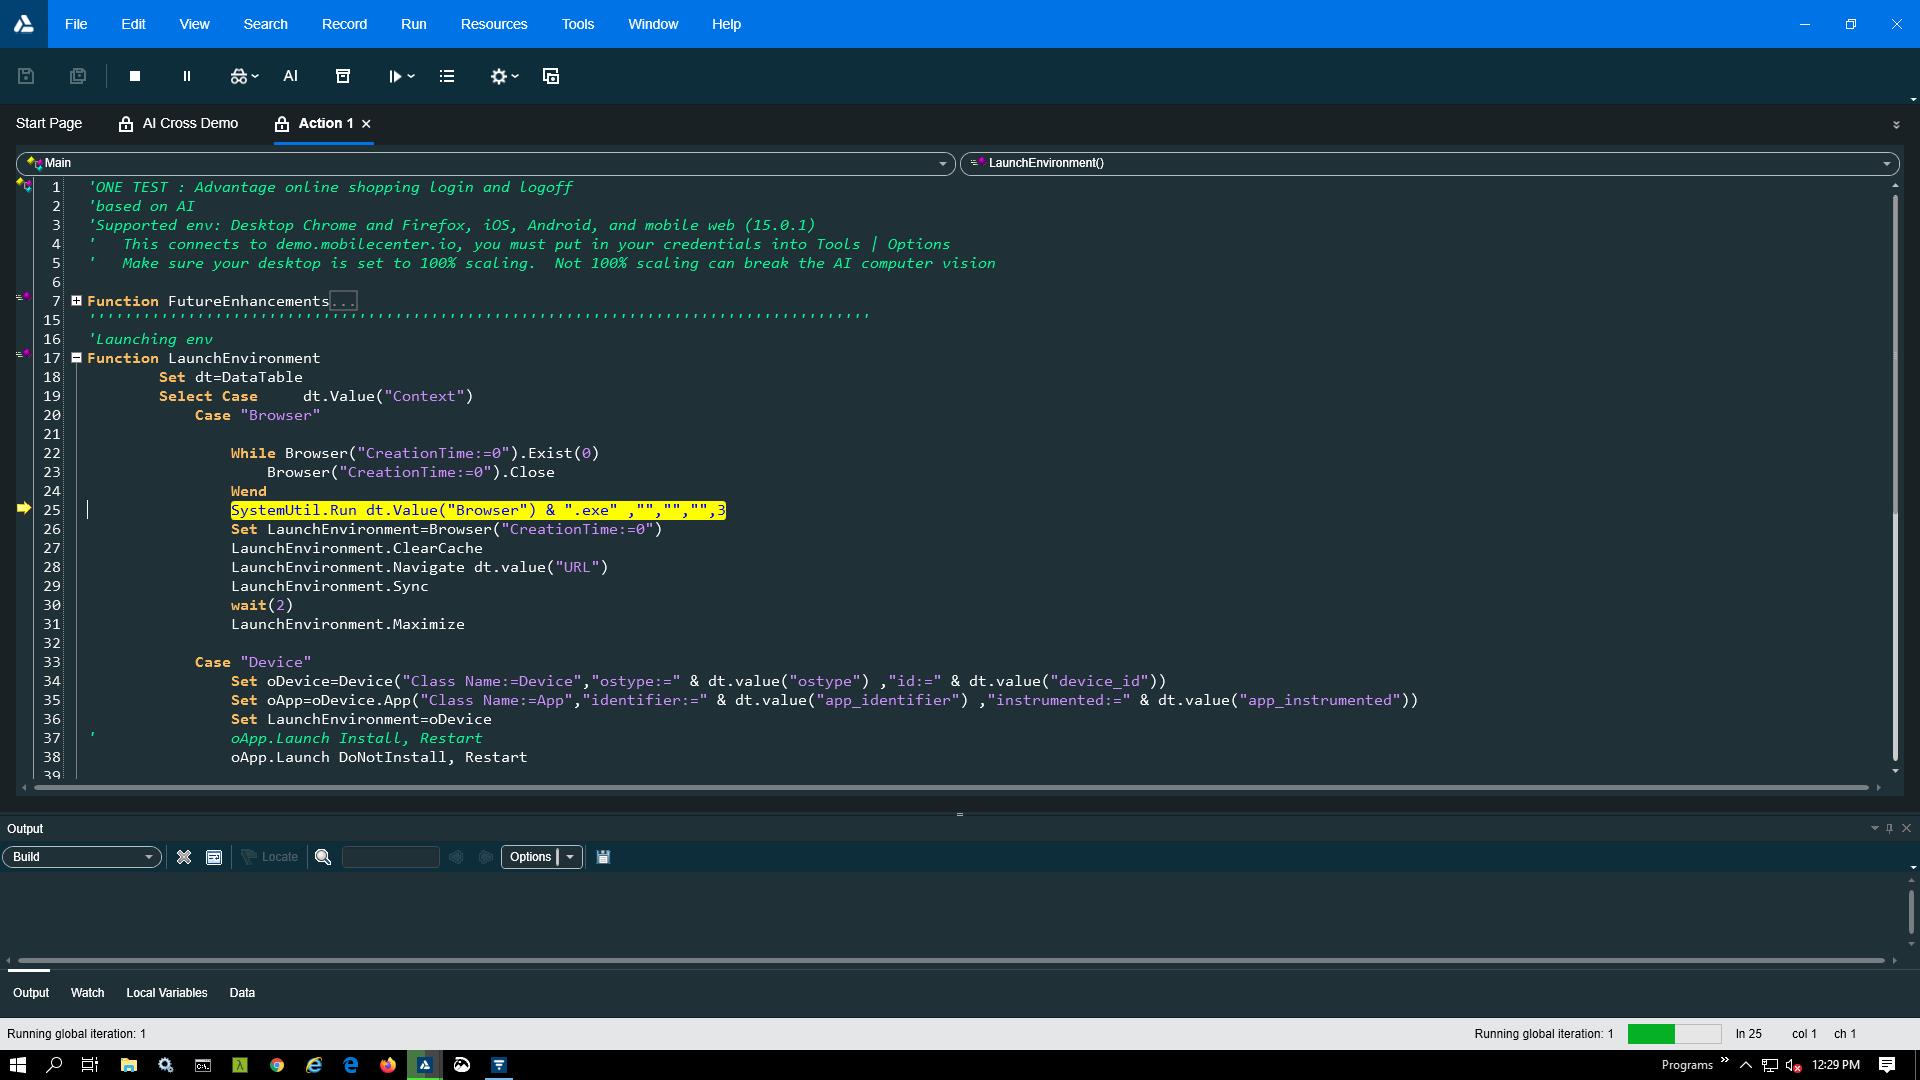 File Edit View Search Record Run Resources Tools Window Help
AI
Start Page AI Cross Demo Action 1
Main LaunchEnvironment()
1 'ONE TEST : Advantage online shopping login and logoff
2 'based on AI
3 'Supported env: Desktop Chrome and Firefox, iOS, Android, and mobile web (15.0.1)
4 ' This connects to demo.mobilecenter.io, you must put in your credentials into Tools | Options
5 ' Make sure your desktop is set to 100% scaling. Not 100% scaling can break the AI computer vision
6
7 Function FutureEnhancements...
15 ''''''''''''''''''''''''''''''''''''''''''''''''''''''''''''''''''''''''''''''''''''''
16 'Launching env
17 Function LaunchEnvironment
18 Set dt=DataTable
19 Select Case dt.Value("Context")
20 Case "Browser"
21
22 While Browser("CreationTime:=0").Exist(0)
23 Browser("CreationTime:=0").Close
24 Wend
25 SystemUtil.Run dt.Value("Browser") & ".exe" ,"","","",3
26 Set LaunchEnvironment=Browser("CreationTime:=0")
27 LaunchEnvironment.ClearCache
28 LaunchEnvironment.Navigate dt.value("URL")
29 LaunchEnvironment.Sync
30 wait(2)
31 LaunchEnvironment.Maximize
32
33 Case "Device"
34 Set oDevice=Device("Class Name:=Device","ostype:=" & dt.value("ostype") ,"id:=" & dt.value("device_id"))
35 Set oApp=oDevice.App("Class Name:=App","identifier:=" & dt.value("app_identifier") ,"instrumented:=" & dt.value("app_instrumented"))
36 Set LaunchEnvironment=oDevice
37 ' oApp.Launch Install, Restart
38 oApp.Launch DoNotInstall, Restart
39
Output
Build Locate Options
Output Watch Local Variables Data
Running global iteration: 1 Running global iteration: 1 ln 25 col 1 ch 1
Programs 12:29 PM